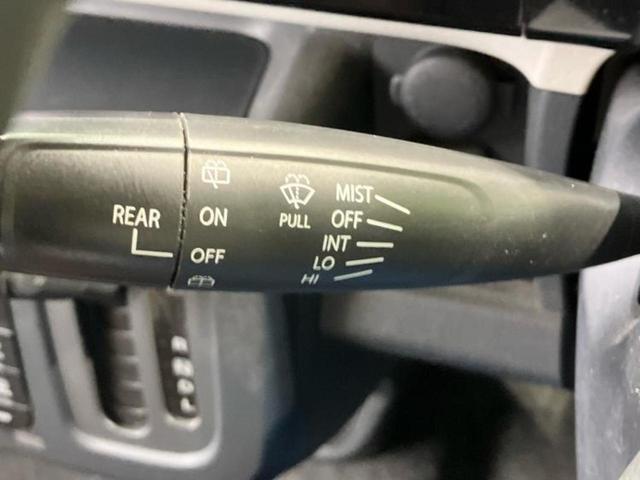 REAR
ON
OFF
PULL
MIST
OFF
INT
LO
HI